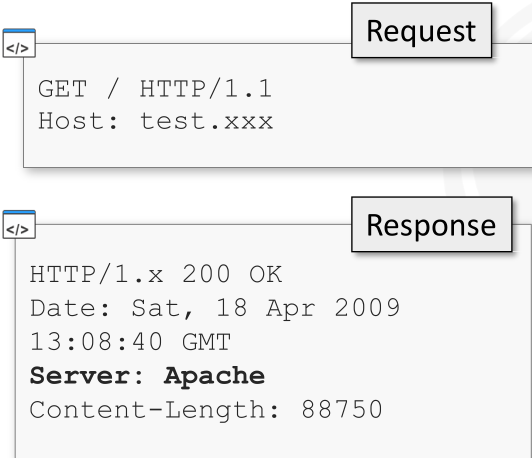 Request
</>
GET / HTTP/1.1
Host: test.xxx
Response
</>
HTTP/1.x 200 OK
Date: Sat, 18 Apr 2009
13:08:40 GMT
Server: Apache
Content-Length: 88750